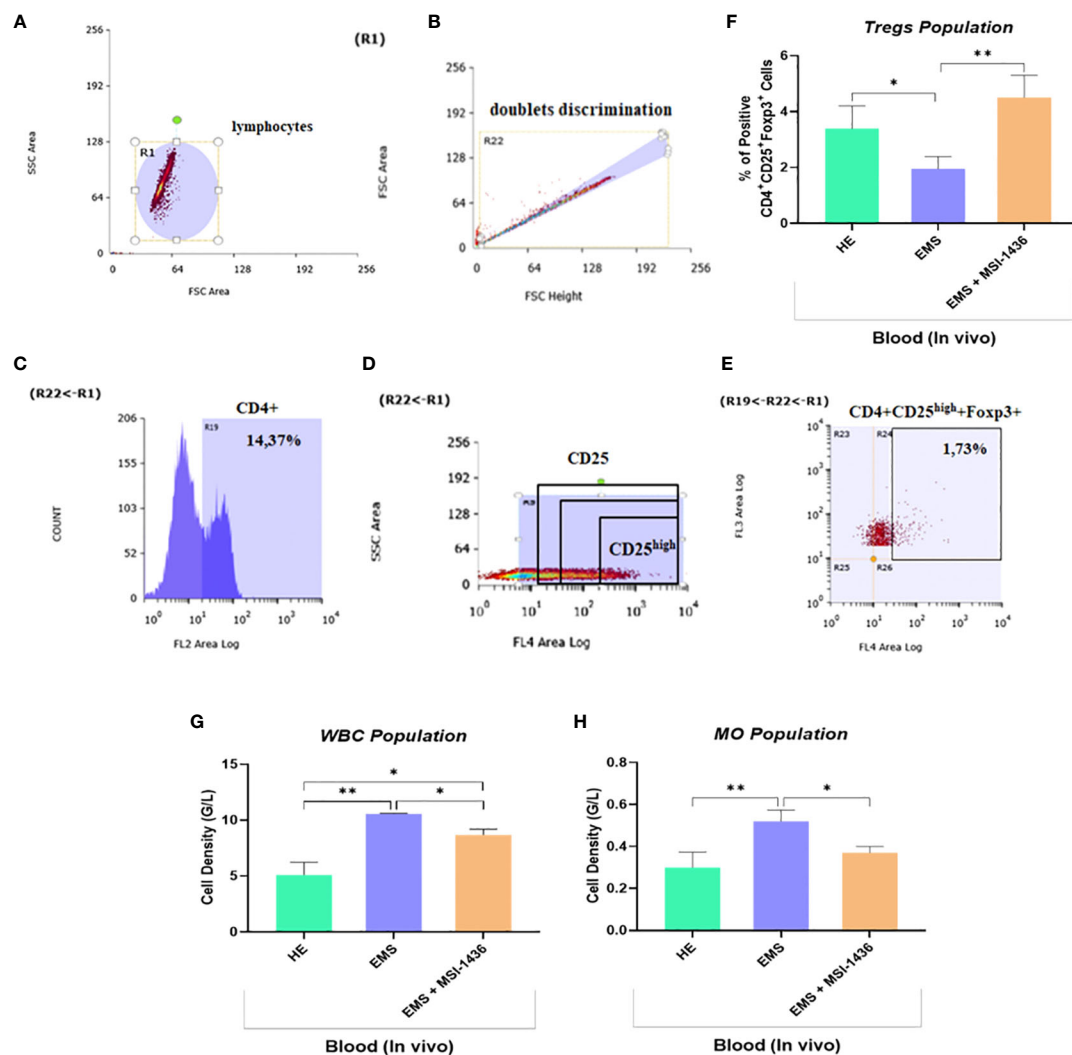 A
(R1)
256
192
128
64
0
SSC Area
R1
lymphocytes
0 64 128 192 256
FSC Area
B
doublets discrimination
256
192
128
64
0
FSC Area
R22
0 64 128 192 256
FSC Height
F
Tregs Population
% of Positive
CD4+CD25+Foxp3+ Cells
6
4
2
0
*
**
HE
EMS
EMS + MSI-1436
Blood (In vivo)
C
(R22<-R1)
CD4+
R19
14,37%
206
155
103
52
0
COUNT
10⁰ 10¹ 10² 10³ 10⁴
FL2 Area Log
D
(R22<-R1)
CD25
256
192
128
64
0
SSC Area
CD25high
10⁰ 10¹ 10² 10³ 10⁴
FL4 Area Log
E
(R19<-R22<-R1)
CD4+CD25high+Foxp3+
R23 R24
1,73%
10⁴
10³
10²
10¹
10⁰
FL3 Area Log
R25 R26
10⁰ 10¹ 10² 10³ 10⁴
FL4 Area Log
G
WBC Population
Cell Density (G/L)
15
10
5
0
*
** *
HE
EMS
EMS + MSI-1436
Blood (In vivo)
H
MO Population
Cell Density (G/L)
0.8
0.6
0.4
0.2
0.0
** *
HE
EMS
EMS + MSI-1436
Blood (In vivo)